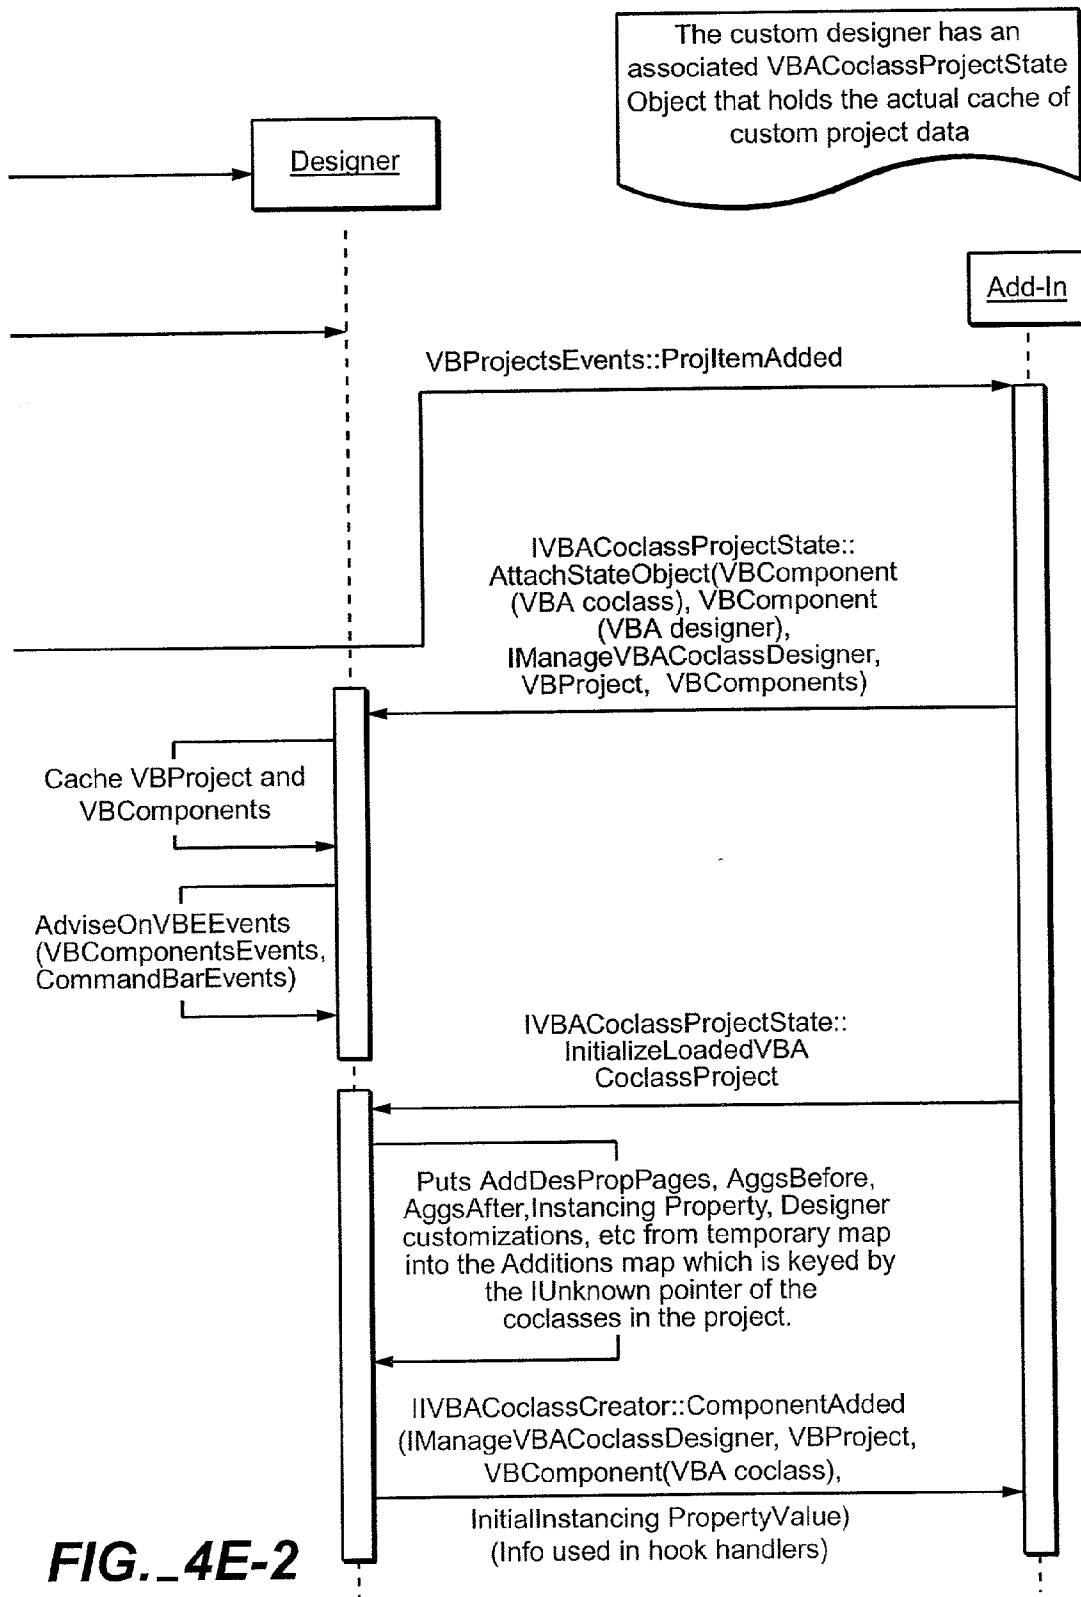 The custom designer has an
associated VBACoclassProjectState
Object that holds the actual cache of
custom project data
Designer
Add-In
VBProjectsEvents::ProjItemAdded
IVBACoclassProjectState::
AttachStateObject(VBComponent
(VBA coclass), VBComponent
(VBA designer),
IManageVBACoclassDesigner,
VBProject, VBComponents)
Cache VBProject and
VBComponents
AdviseOnVBEEvents
(VBComponentsEvents,
CommandBarEvents)
IVBACoclassProjectState::
InitializeLoadedVBA
CoclassProject
Puts AddDesPropPages, AggsBefore,
AggsAfter,Instancing Property, Designer
customizations, etc from temporary map
into the Additions map which is keyed by
the IUnknown pointer of the
coclasses in the project.
IIVBACoclassCreator::ComponentAdded
(IManageVBACoclassDesigner, VBProject,
VBComponent(VBA coclass),
InitialInstancing PropertyValue)
(Info used in hook handlers)
FIG._4E-2